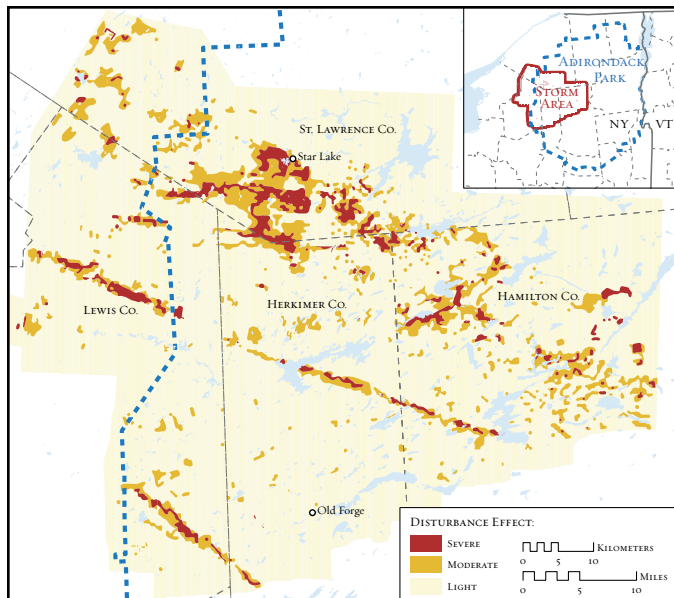 Adirondack
Park
Storm
Area
NY
VT
St. Lawrence Co.
Star Lake
Lewis Co.
Herkimer Co.
Hamilton Co.
Old Forge
Disturbance Effect:
Severe
Moderate
Light
Kilometers
0 5 10
Miles
0 5 10